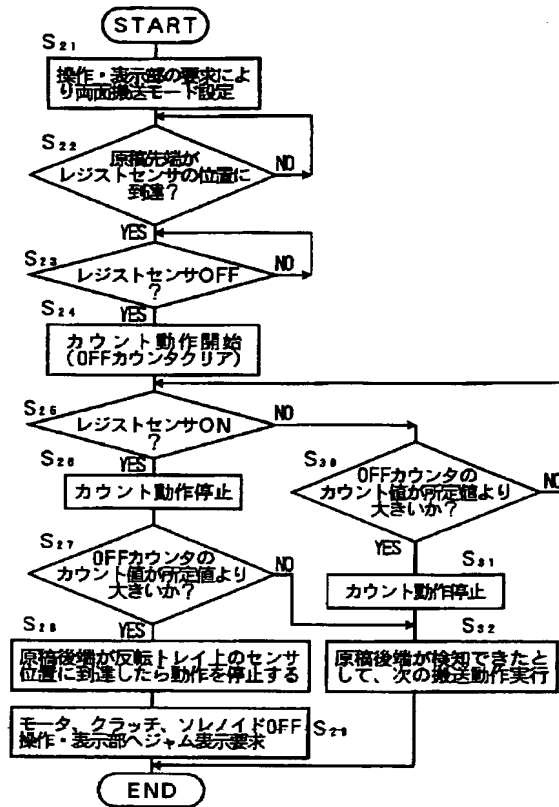 START
S21
操作・表示部の要求によ
り両面搬送モード設定
S22
原稿先端が
レジストセンサの位置に
到達？
NO
YES
S23
レジストセンサOFF
？
NO
YES
S24
カウント動作開始
(OFFカウンタクリア)
S25
レジストセンサON
？
NO
YES
S26
カウント動作停止
S30
OFFカウンタの
カウント値が所定値より
大きいか？
NO
YES
S27
OFFカウンタの
カウント値が所定値より
大きいか？
NO
YES
S31
カウント動作停止
S28
原稿後端が反転トレイ上のセンサ
位置に到達したら動作を停止する
S32
原稿後端が検知できたと
して、次の搬送動作実行
モータ、クラッチ、ソレノイドOFF
操作・表示部へジャム表示要求
S29
END